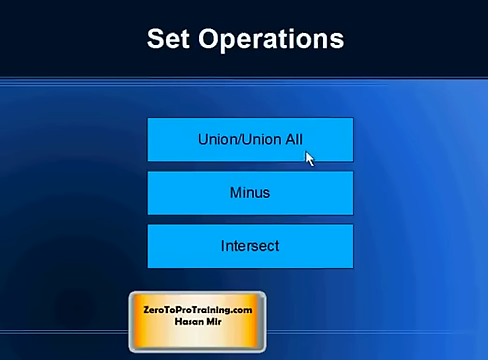 Set Operations
Union/Union All
Minus
Intersect
ZeroToProTraining.com
Hasan Mir